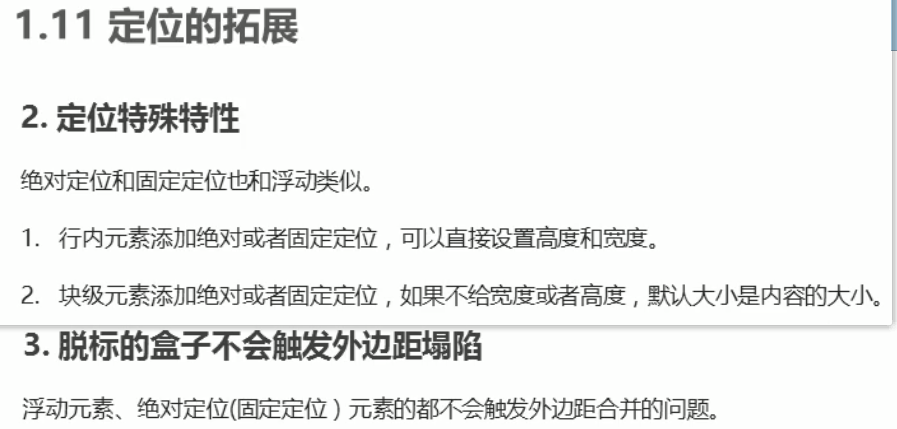 1.11 定位的拓展
2. 定位特殊特性
绝对定位和固定定位也和浮动类似。
1. 行内元素添加绝对或者固定定位，可以直接设置高度和宽度。
2. 块级元素添加绝对或者固定定位，如果不给宽度或者高度，默认大小是内容的大小。
3. 脱标的盒子不会触发外边距塌陷
浮动元素、绝对定位(固定定位）元素的都不会触发外边距合并的问题。